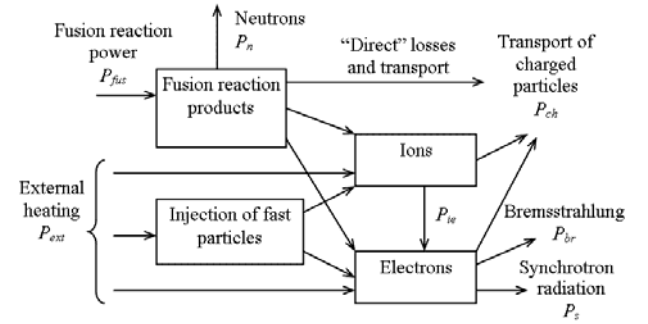 Fusion reaction
power
P_fus
Neutrons
P_n
"Direct" losses
and transport
Transport of
charged
particles
P_ch
Fusion reaction
products
Ions
External
heating
P_ext
Injection of fast
particles
P_ie
Bremsstrahlung
P_br
Electrons
Synchrotron
radiation
P_s